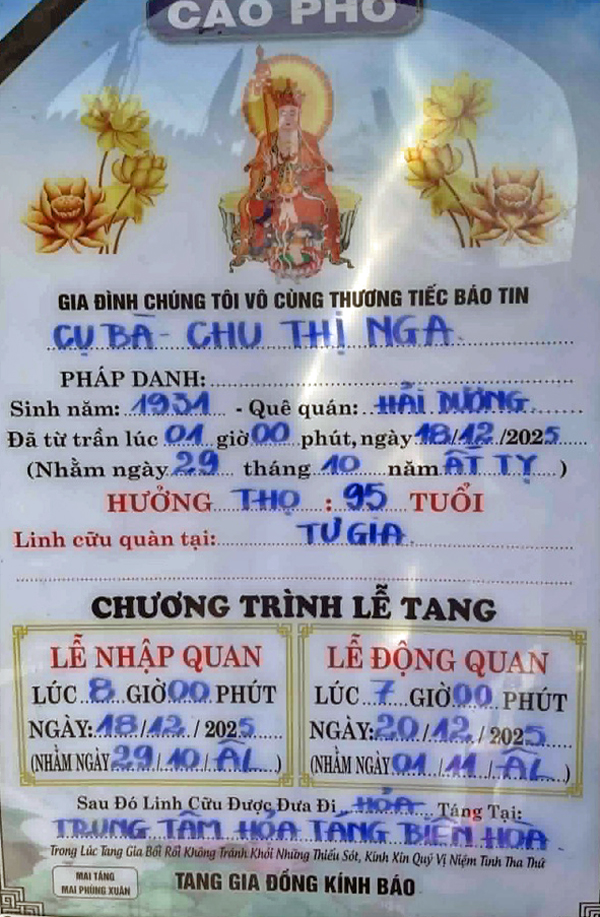 CÁO PHÓ
GIA ĐÌNH CHÚNG TÔI VÔ CÙNG THƯƠNG TIẾC BÁO TIN
CỤ BÀ - CHU THỊ NGA
PHÁP DANH:
Sinh năm: 1931 - Quê quán: HẢI DƯƠNG
Đã từ trần lúc 01 giờ 00 phút, ngày 18/12/2025
(Nhằm ngày 29 tháng 10 năm ẤT TỴ)
HƯỞNG THỌ : 95 TUỔI
Linh cữu quàn tại: TƯ GIA
CHƯƠNG TRÌNH LỄ TANG
LỄ NHẬP QUAN
LÚC 8 GIỜ 00 PHÚT
NGÀY: 18/12/2025
(NHẰM NGÀY 29/10/ÂL)
LỄ ĐỘNG QUAN
LÚC 7 GIỜ 00 PHÚT
NGÀY: 20/12/2025
(NHẰM NGÀY 01/11/ÂL)
Sau Đó Linh Cữu Được Đưa Đi HỎA Táng Tại:
TRUNG TÂM HỎA TÁNG BIÊN HÒA
Trong Lúc Tang Gia Bối Rối Không Tránh Khỏi Những Thiếu Sót, Kính Xin Quý Vị Niệm Tình Tha Thứ
MAI TÁNG
MAI PHÙNG XUÂN
TANG GIA ĐỒNG KÍNH BÁO